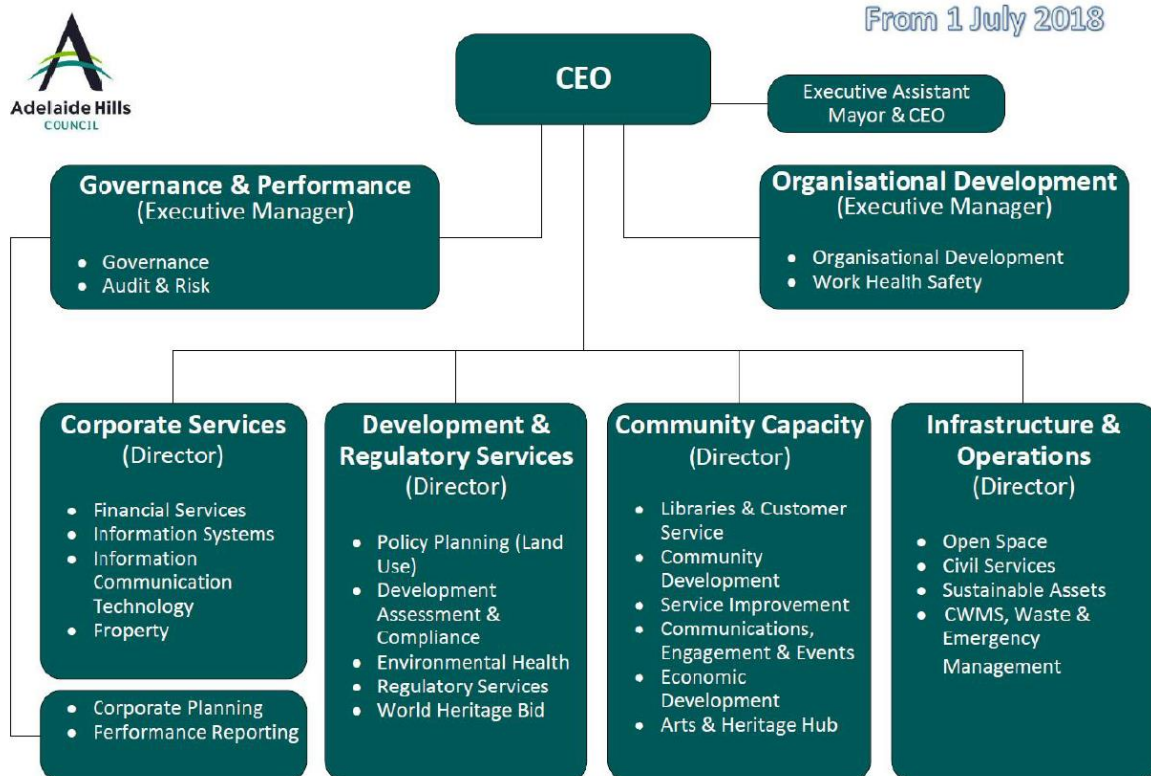 From 1 July 2018
Adelaide Hills
COUNCIL
CEO
Executive Assistant
Mayor & CEO
Governance & Performance
(Executive Manager)
• Governance
• Audit & Risk
Organisational Development
(Executive Manager)
• Organisational Development
• Work Health Safety
Corporate Services
(Director)
• Financial Services
• Information Systems
• Information
Communication
Technology
• Property
• Corporate Planning
• Ferformance Reporting
Development &
Regulatory Services
(Director)
• Policy Planning (Land
Use)
• Development
Assessment &
Compliance
• Environmental Health
• Regulatory Services
• World Heritage Bid
Community Capacity
(Director)
• Libraries & Customer
Service
• Community
Development
• Service Improvement
• Communications,
Engagement & Events
• Economic
Development
• Arts & Heritage Hub
Infrastructure &
Operations
(Director)
• Open Space
• Civil Services
• Sustainable Assets
• CWMS, Waste &
Emergency
Management